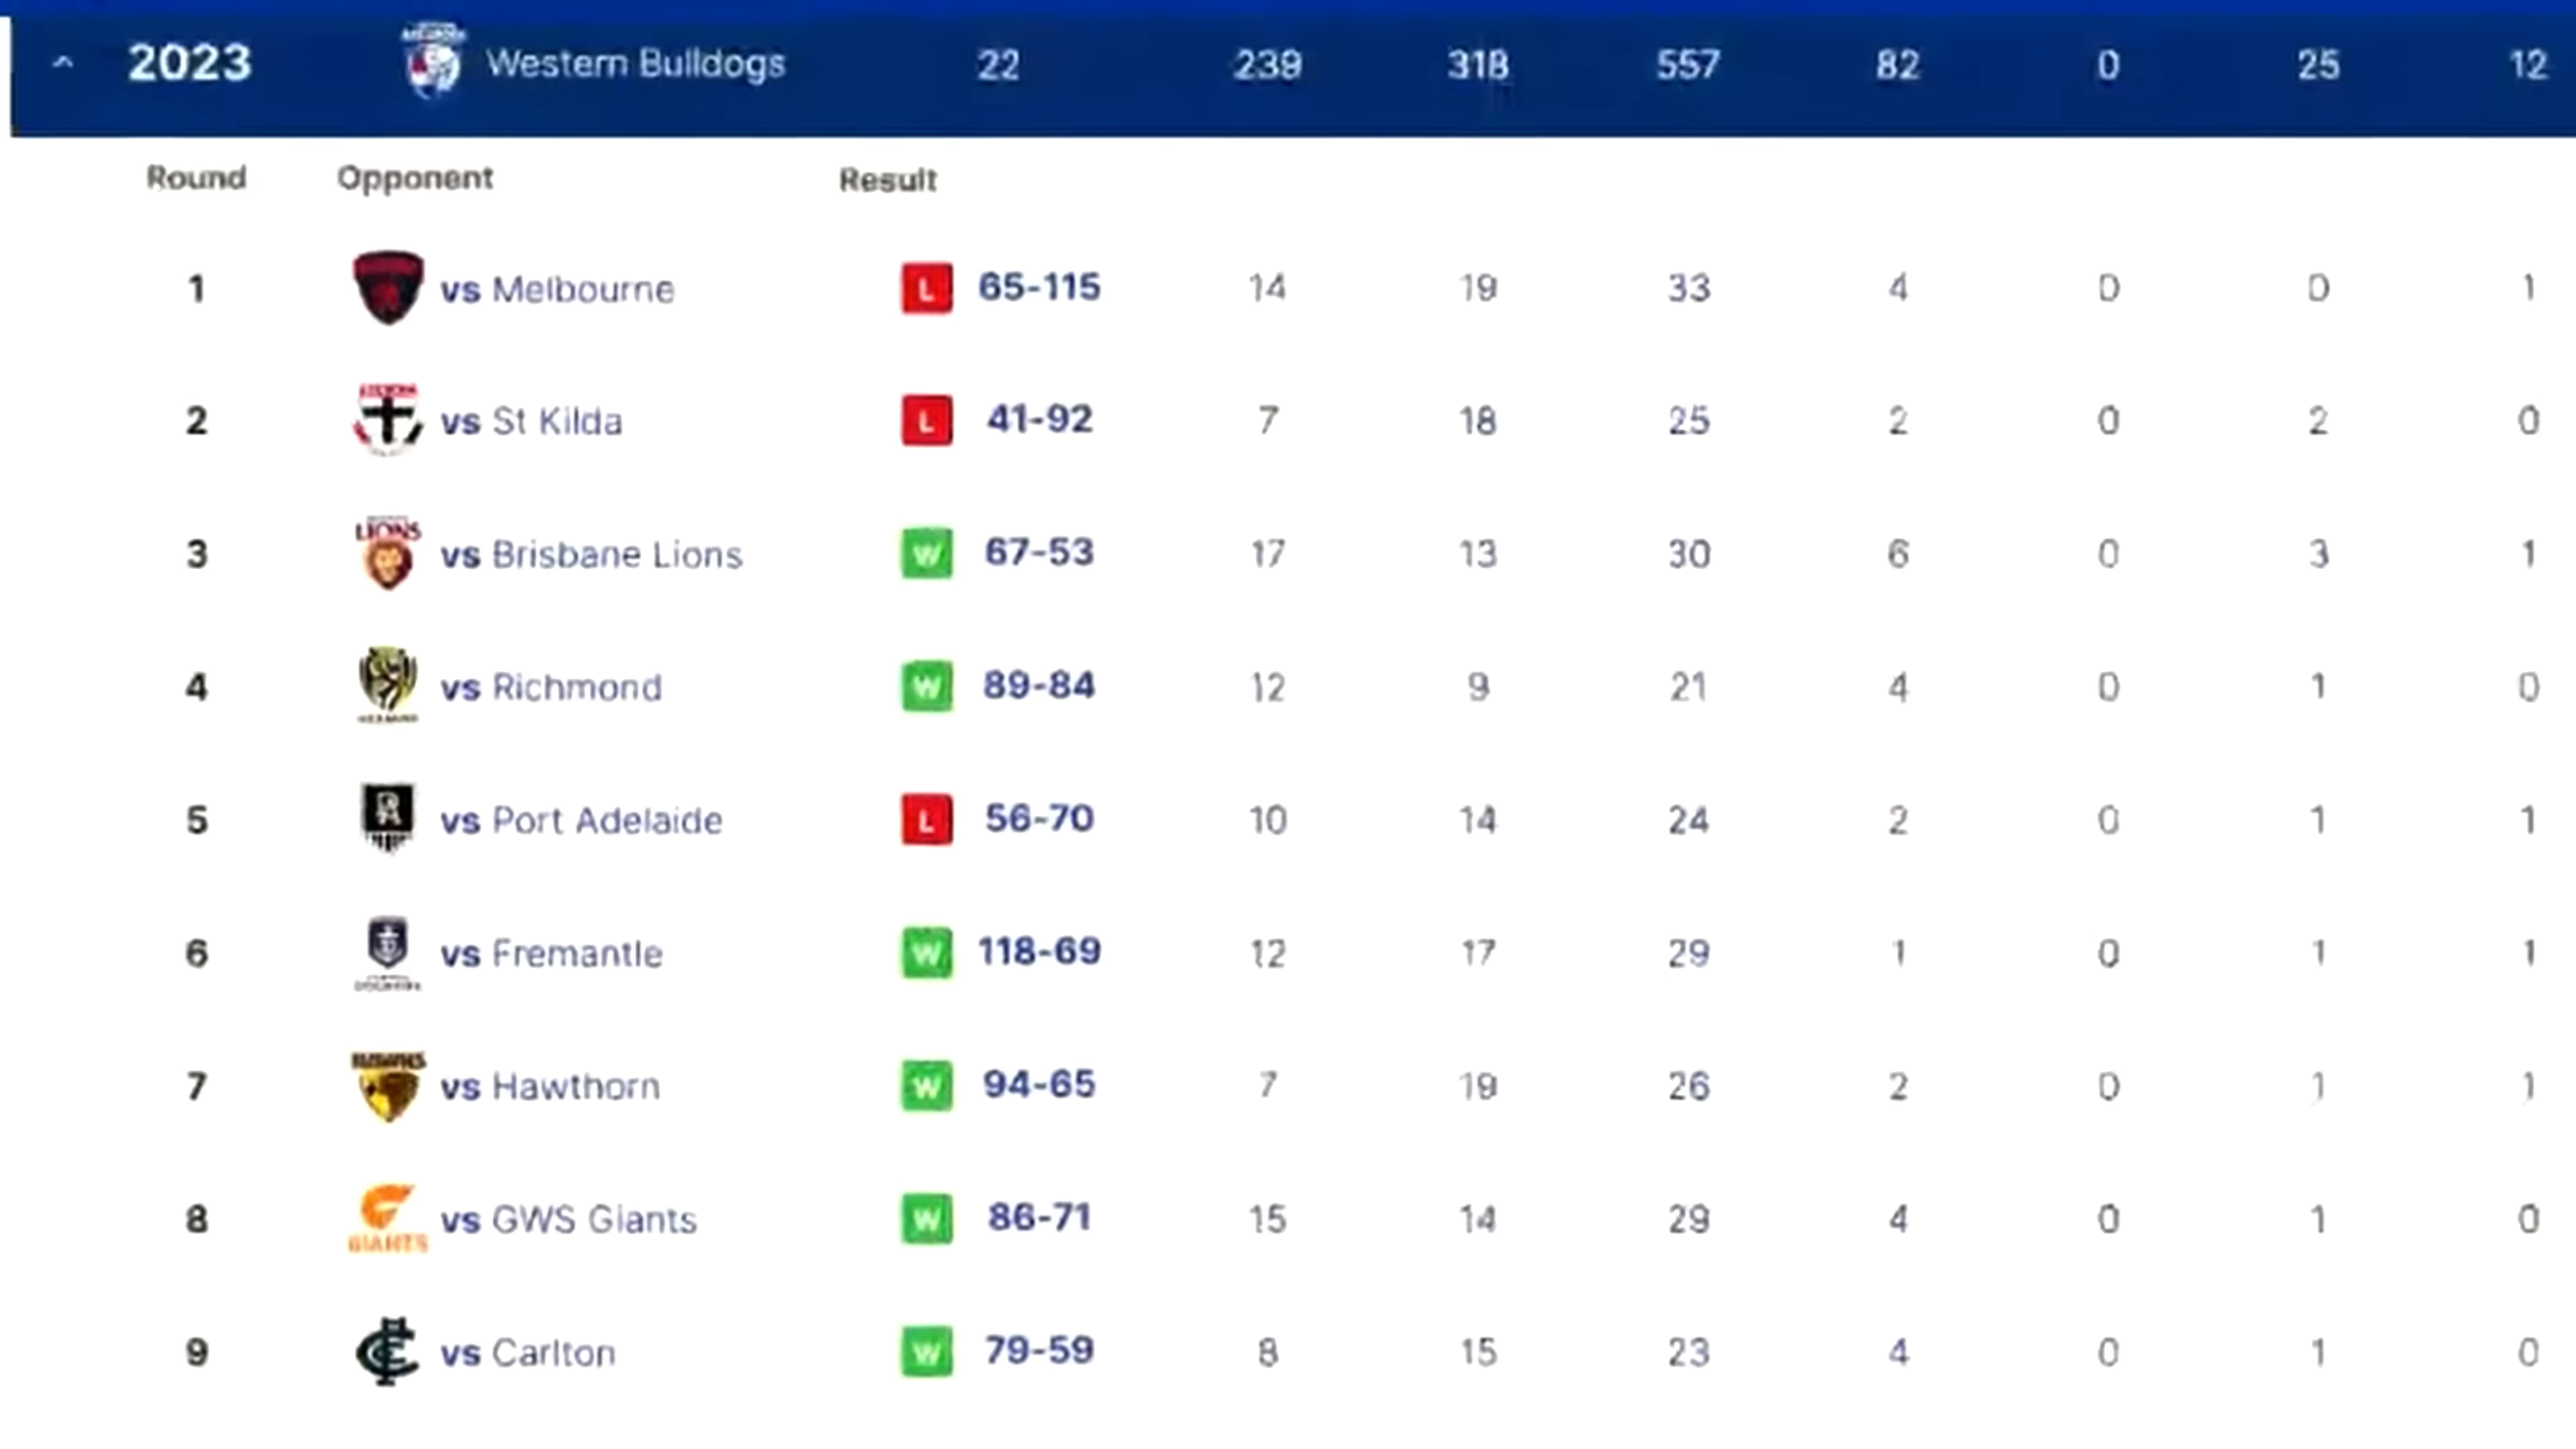 2023 Western Bulldogs 22 239 318 557 82 0 25 12
Round Opponent Result
1 vs Melbourne L 65-115 14 19 33 4 0 0 1
2 vs St Kilda L 41-92 7 18 25 2 0 2 0
LIONS
3 vs Brisbane Lions W 67-53 17 13 30 6 0 3 1
4 vs Richmond W 89-84 12 9 21 4 0 1 0
5 vs Port Adelaide L 56-70 10 14 24 2 0 1 1
6 vs Fremantle W 118-69 12 17 29 1 0 1 1
HAWKS
7 vs Hawthorn W 94-65 7 19 26 2 0 1 1
8 vs GWS Giants W 86-71 15 14 29 4 0 1 0
GIANTS
9 vs Carlton W 79-59 8 15 23 4 0 1 0